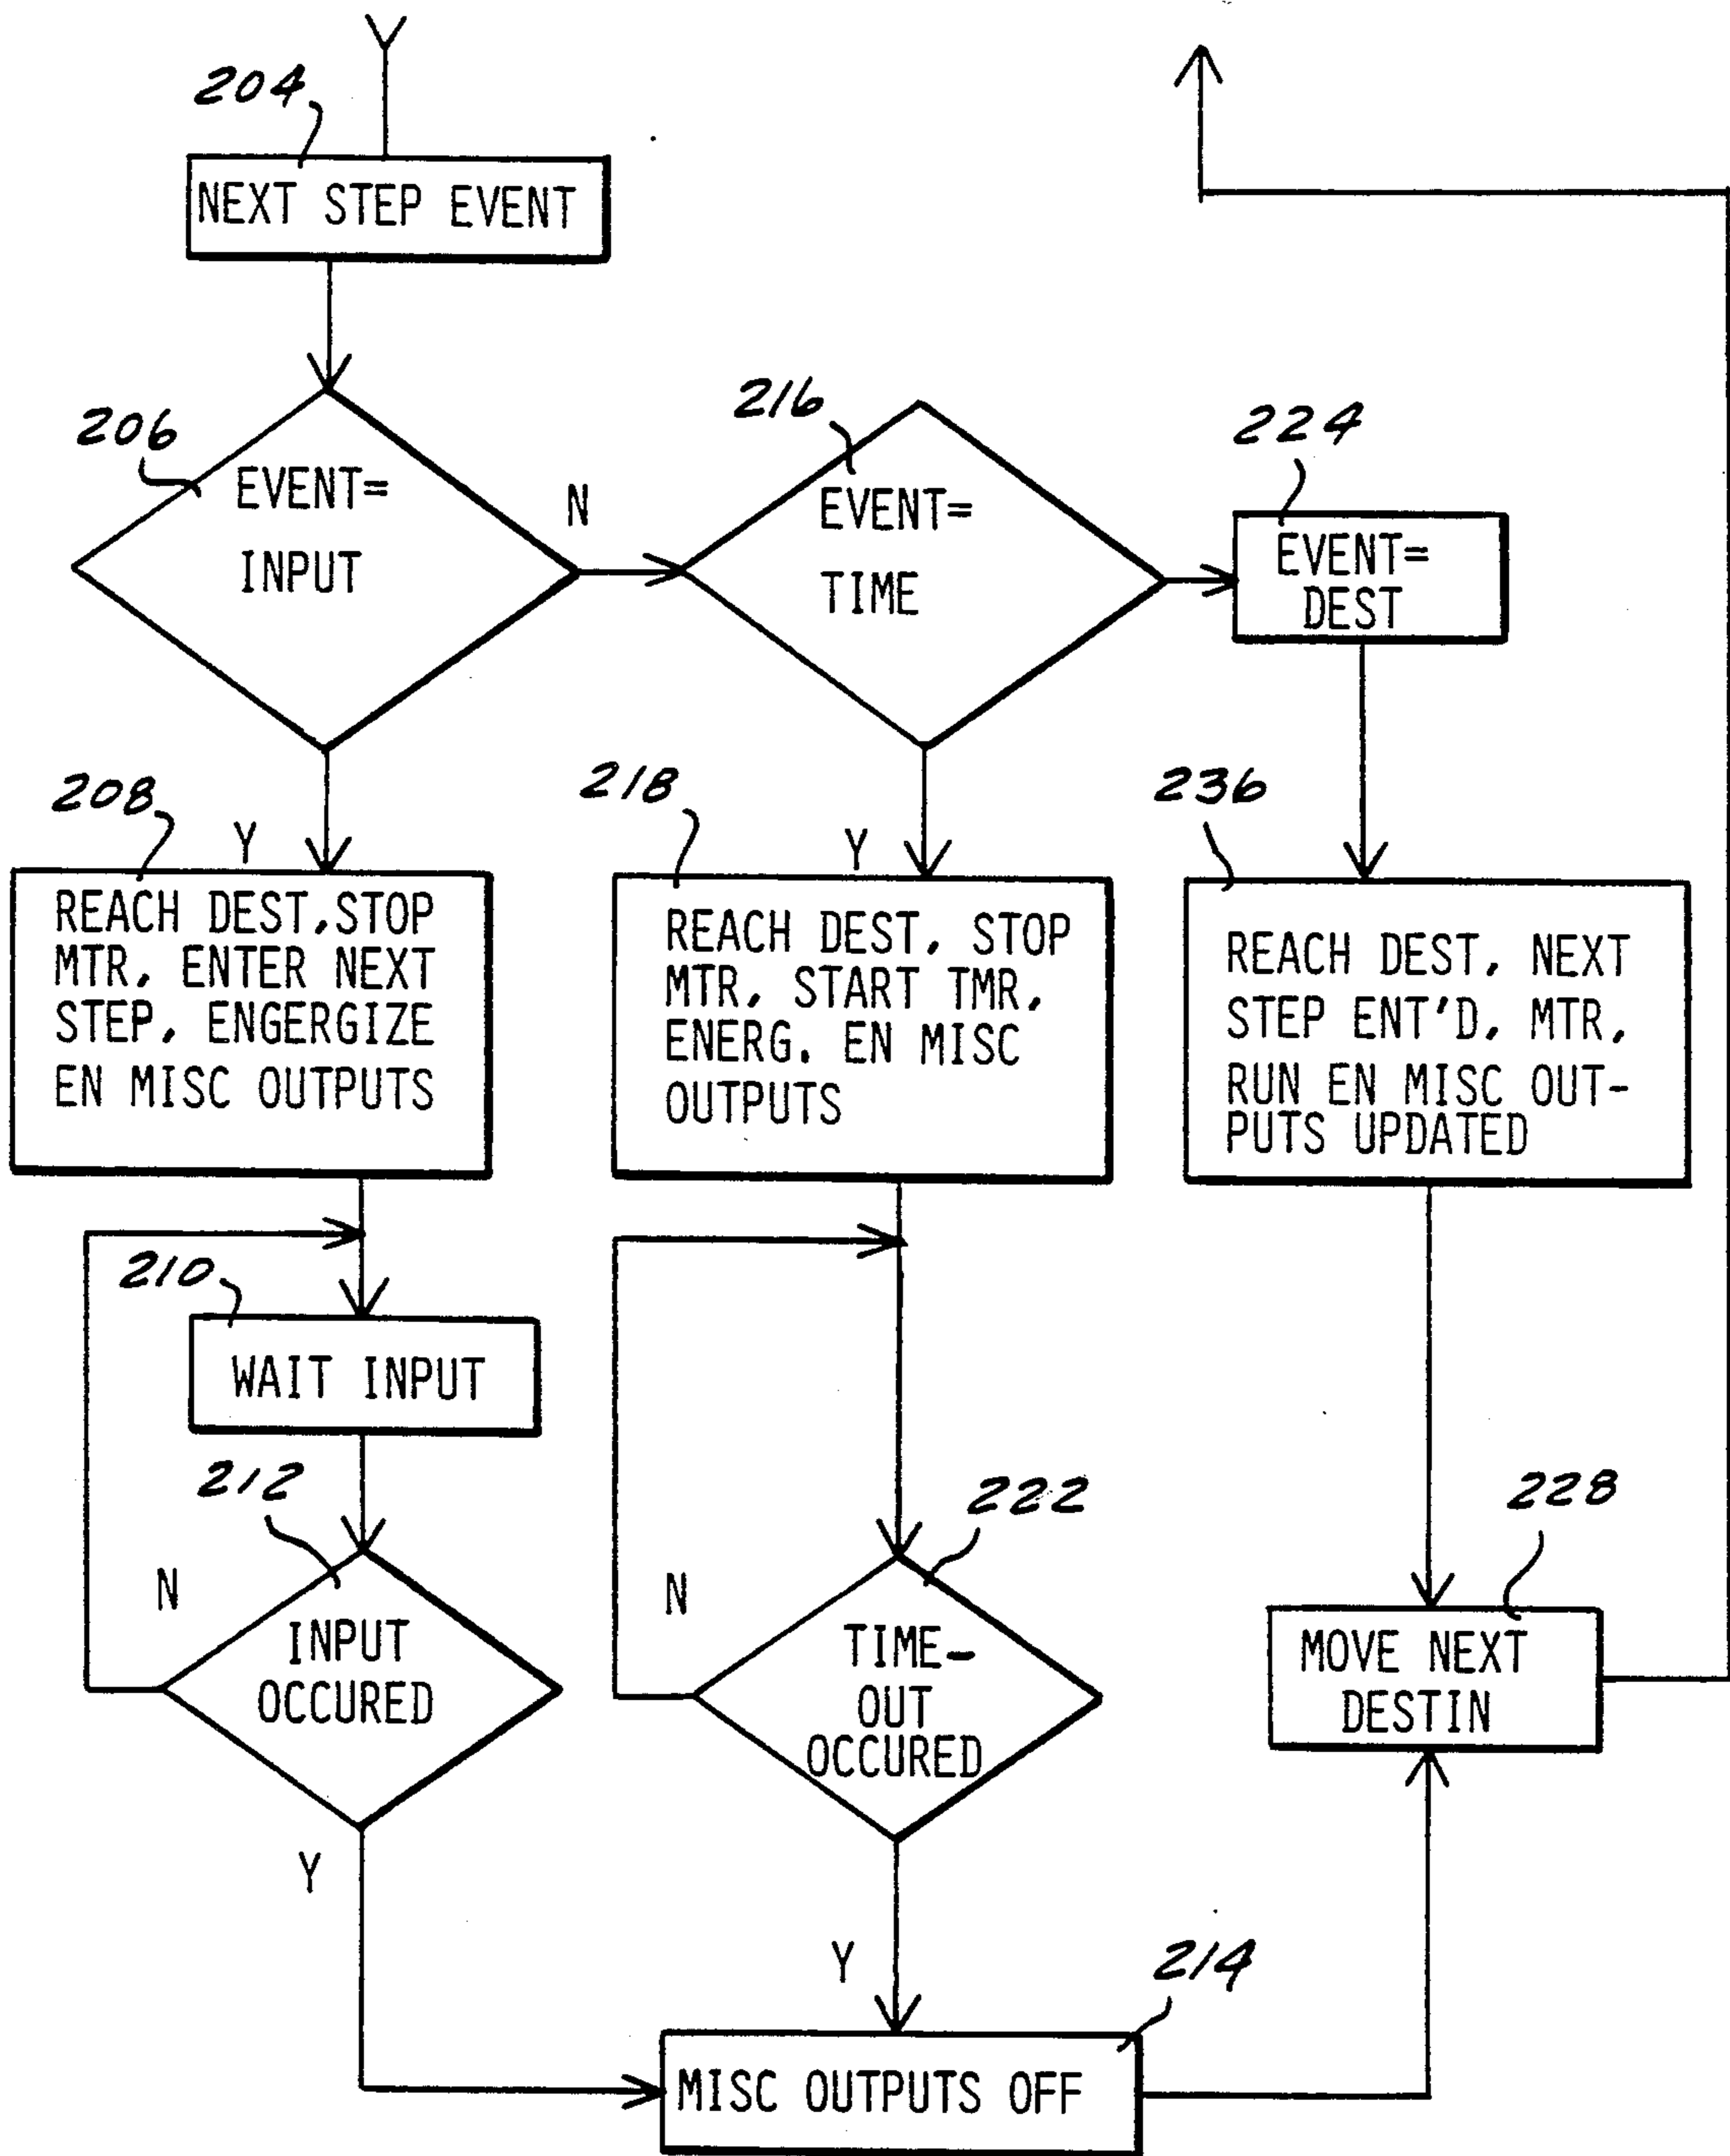 204
NEXT STEP EVENT
206
EVENT=
INPUT
N
216
EVENT=
TIME
224
EVENT=
DEST
208
Y
REACH DEST,STOP
MTR, ENTER NEXT
STEP, ENGERGIZE
EN MISC OUTPUTS
218
Y
REACH DEST, STOP
MTR, START TMR,
ENERG. EN MISC
OUTPUTS
236
REACH DEST, NEXT
STEP ENT'D, MTR,
RUN EN MISC OUT-
PUTS UPDATED
210
WAIT INPUT
212
N
INPUT
OCCURED
Y
222
N
TIME-
OUT
OCCURED
Y
228
MOVE NEXT
DESTIN
214
MISC OUTPUTS OFF